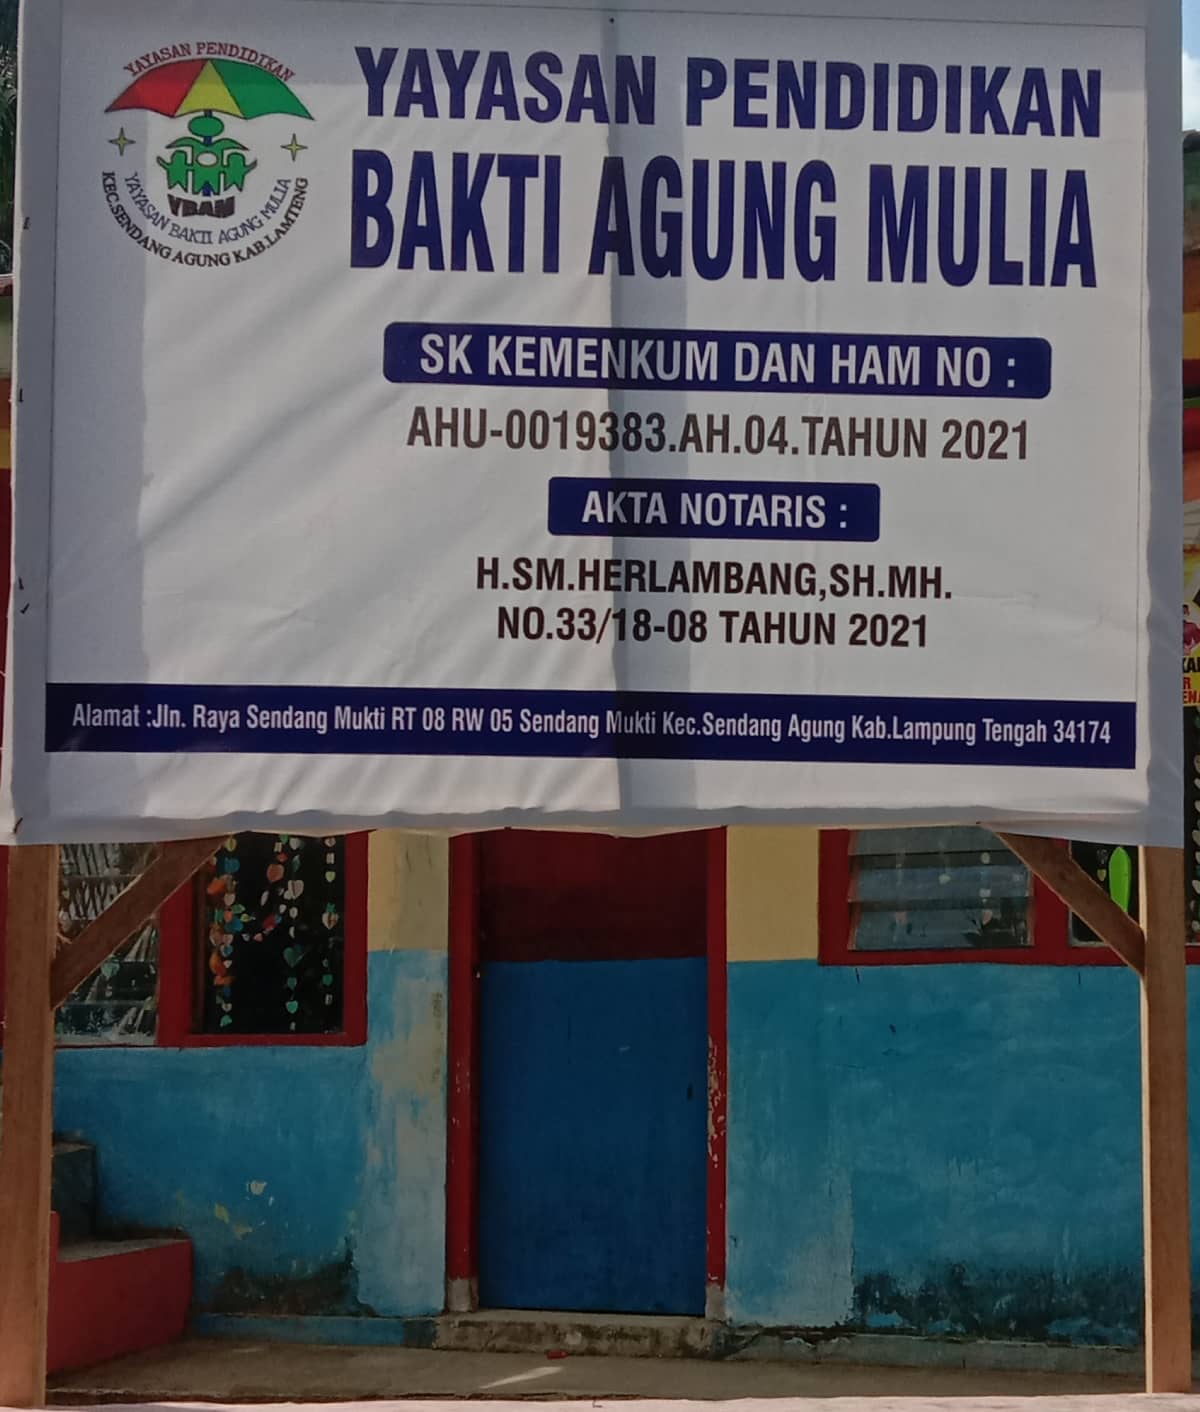 YAYASAN PENDIDIKAN
YBAM
YAYASAN BAKTI AGUNG MULIA
KEC.SENDANG AGUNG KAB.LAMTENG
YAYASAN PENDIDIKAN
BAKTI AGUNG MULIA
SK KEMENKUM DAN HAM NO :
AHU-0019383.AH.04.TAHUN 2021
AKTA NOTARIS :
H.SM.HERLAMBANG,SH.MH.
NO.33/18-08 TAHUN 2021
Alamat :Jln. Raya Sendang Mukti RT 08 RW 05 Sendang Mukti Kec.Sendang Agung Kab.Lampung Tengah 34174